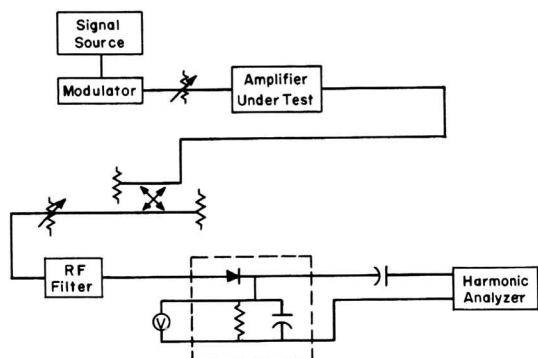 Signal
Source
Modulator
Amplifier
Under Test
RF
Filter
V
Harmonic
Analyzer